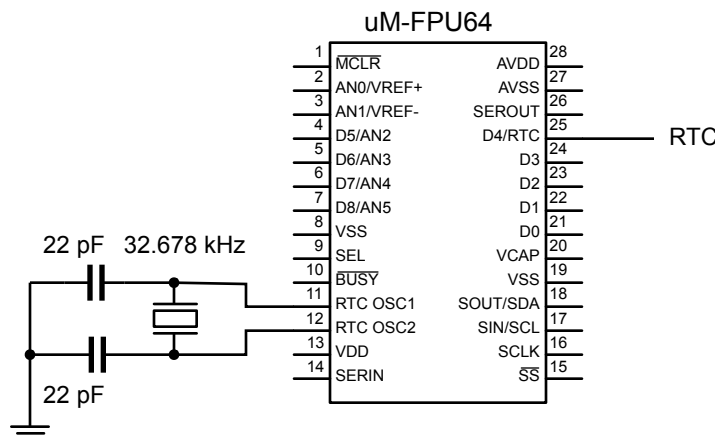 uM-FPU64
1 MCLR AVDD 28
2 AN0/VREF+ AVSS 27
3 AN1/VREF- SEROUT 26
4 D5/AN2 D4/RTC 25 RTC
5 D6/AN3 D3 24
6 D7/AN4 D2 23
7 D8/AN5 D1 22
8 VSS D0 21
22 pF 32.678 kHz 9 SEL VCAP 20
10 BUSY VSS 19
11 RTC OSC1 SOUT/SDA 18
12 RTC OSC2 SIN/SCL 17
13 VDD SCLK 16
14 SERIN SS 15
22 pF